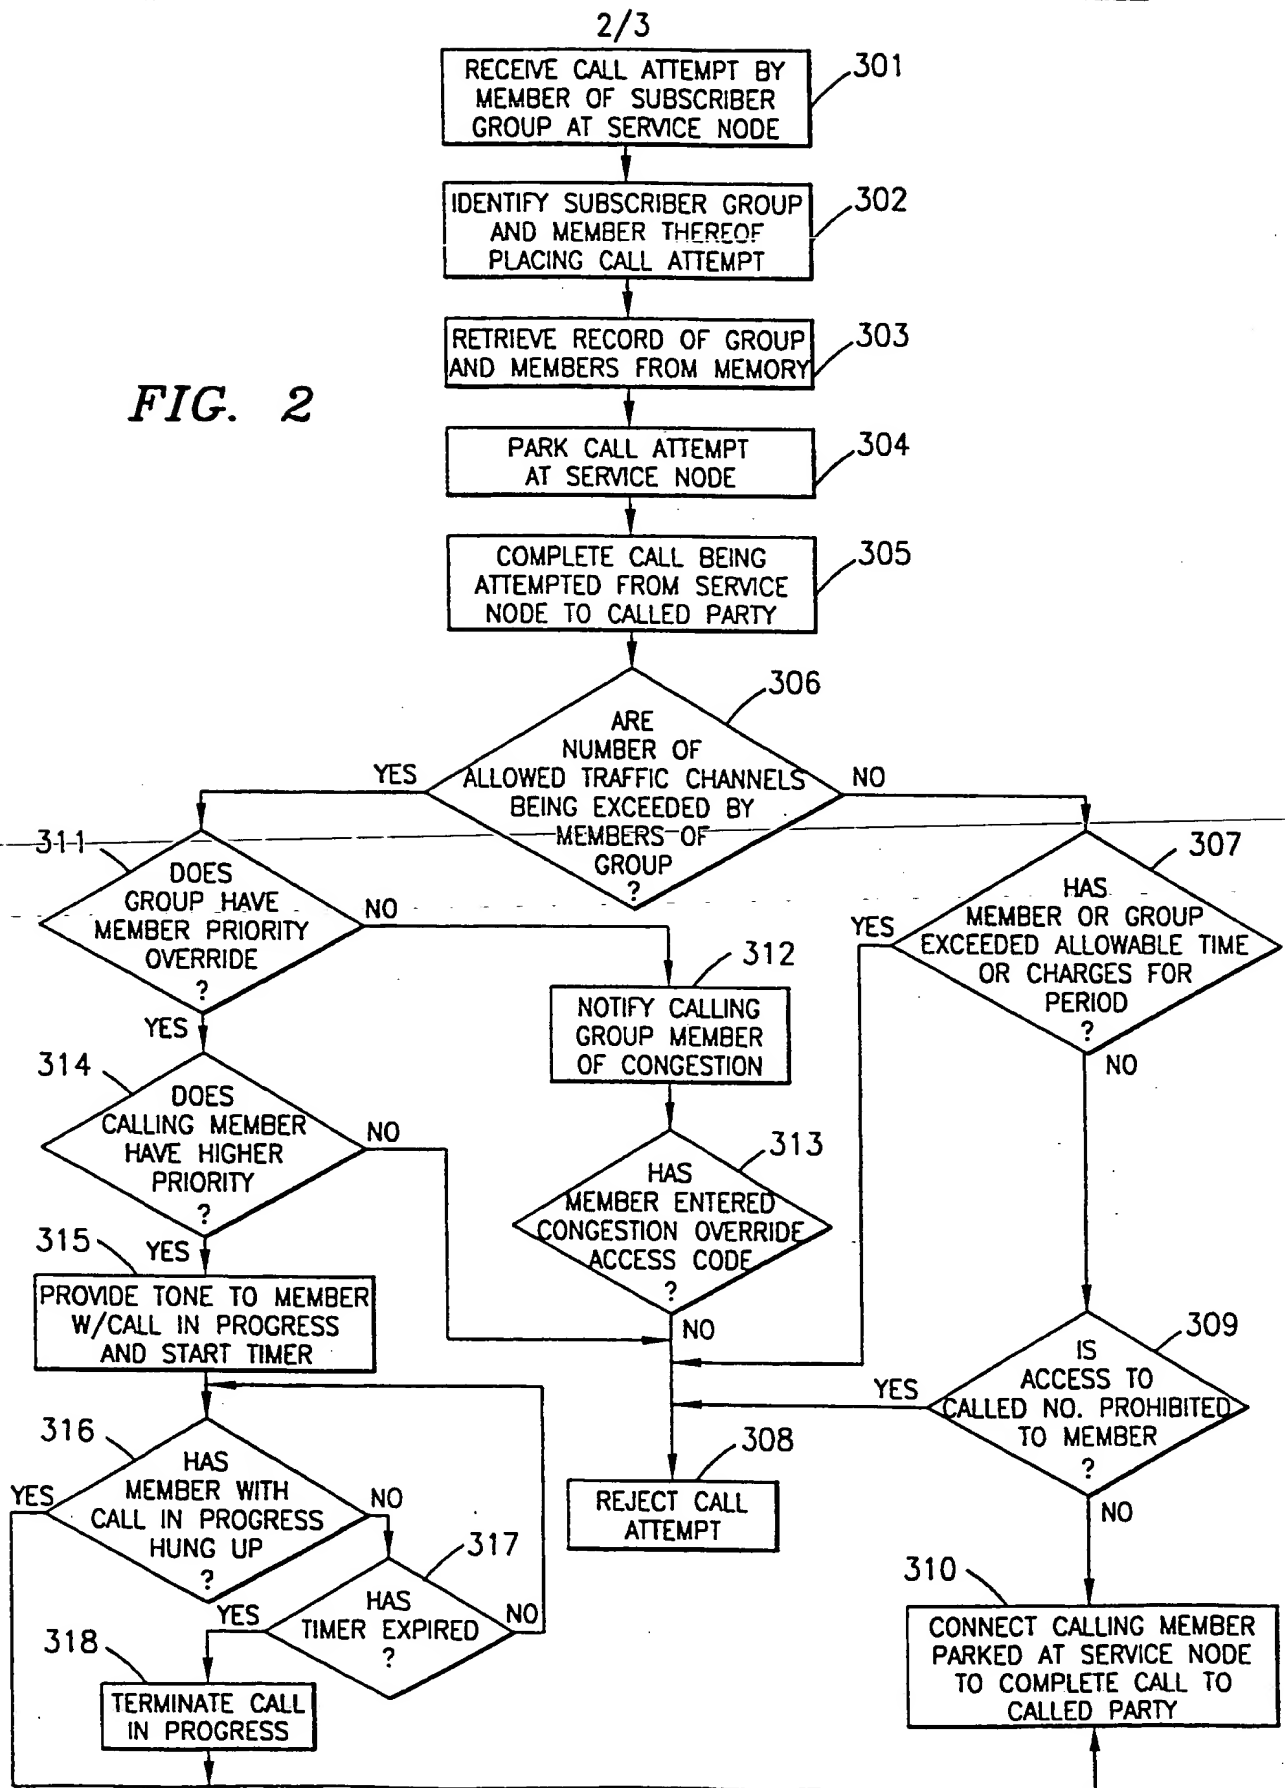 2/3
RECEIVE CALL ATTEMPT BY
MEMBER OF SUBSCRIBER
GROUP AT SERVICE NODE
301
IDENTIFY SUBSCRIBER GROUP
AND MEMBER THEREOF
PLACING CALL ATTEMPT
302
RETRIEVE RECORD OF GROUP
AND MEMBERS FROM MEMORY
303
FIG. 2
PARK CALL ATTEMPT
AT SERVICE NODE
304
COMPLETE CALL BEING
ATTEMPTED FROM SERVICE
NODE TO CALLED PARTY
305
306
ARE
NUMBER OF
ALLOWED TRAFFIC CHANNELS
BEING EXCEEDED BY
MEMBERS OF
GROUP
?
YES
NO
311
DOES
GROUP HAVE
MEMBER PRIORITY
OVERRIDE
?
NO
YES
307
HAS
MEMBER OR GROUP
EXCEEDED ALLOWABLE TIME
OR CHARGES FOR
PERIOD
?
YES
NO
312
NOTIFY CALLING
GROUP MEMBER
OF CONGESTION
314
DOES
CALLING MEMBER
HAVE HIGHER
PRIORITY
?
NO
YES
313
HAS
MEMBER ENTERED
CONGESTION OVERRIDE
ACCESS CODE
?
NO
315
PROVIDE TONE TO MEMBER
W/CALL IN PROGRESS
AND START TIMER
309
IS
ACCESS TO
CALLED NO. PROHIBITED
TO MEMBER
?
YES
NO
316
HAS
MEMBER WITH
CALL IN PROGRESS
HUNG UP
?
YES
NO
308
REJECT CALL
ATTEMPT
317
HAS
TIMER EXPIRED
?
YES
NO
310
CONNECT CALLING MEMBER
PARKED AT SERVICE NODE
TO COMPLETE CALL TO
CALLED PARTY
318
TERMINATE CALL
IN PROGRESS